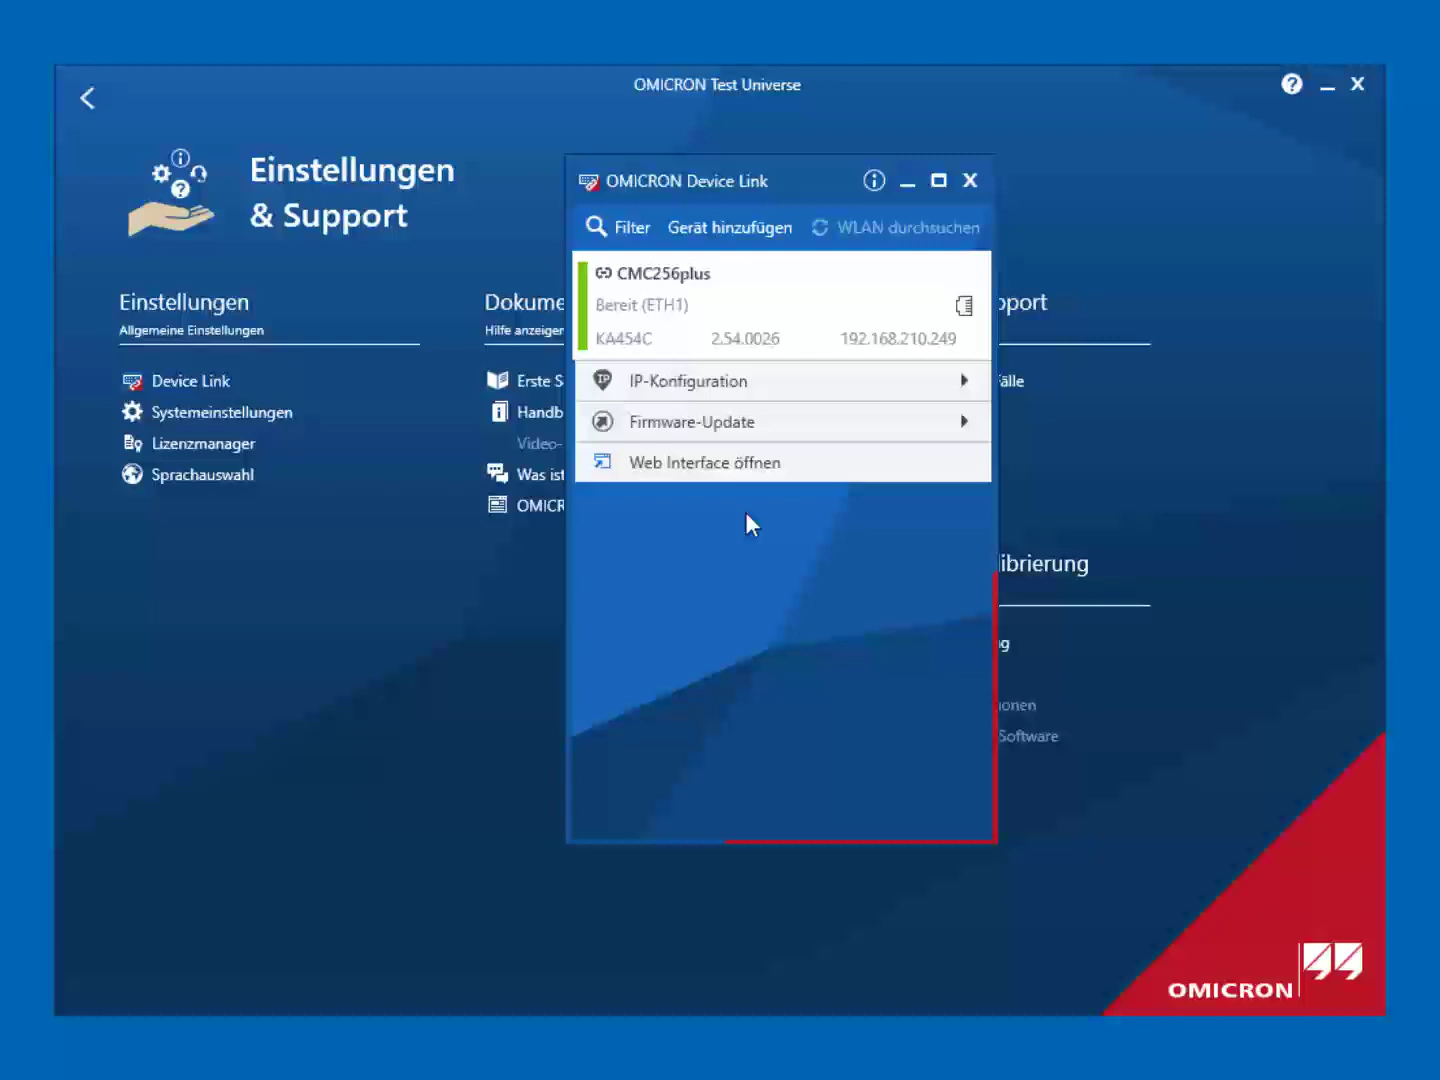 OMICRON Test Universe
Einstellungen
& Support
OMICRON Device Link
Filter Gerät hinzufügen WLAN durchsuchen
CMC256plus
Bereit (ETH1)
KA454C 2.54.0026 192.168.210.249
IP-Konfiguration
Firmware-Update
Web Interface öffnen
Einstellungen
Allgemeine Einstellungen
Device Link
Systemeinstellungen
Lizenzmanager
Sprachauswahl
Dokume
Hilfe anzeigen
Erste S
Handb
Video-
Was ist
OMICR
pport
älle
librierung
g
ionen
Software
OMICRON